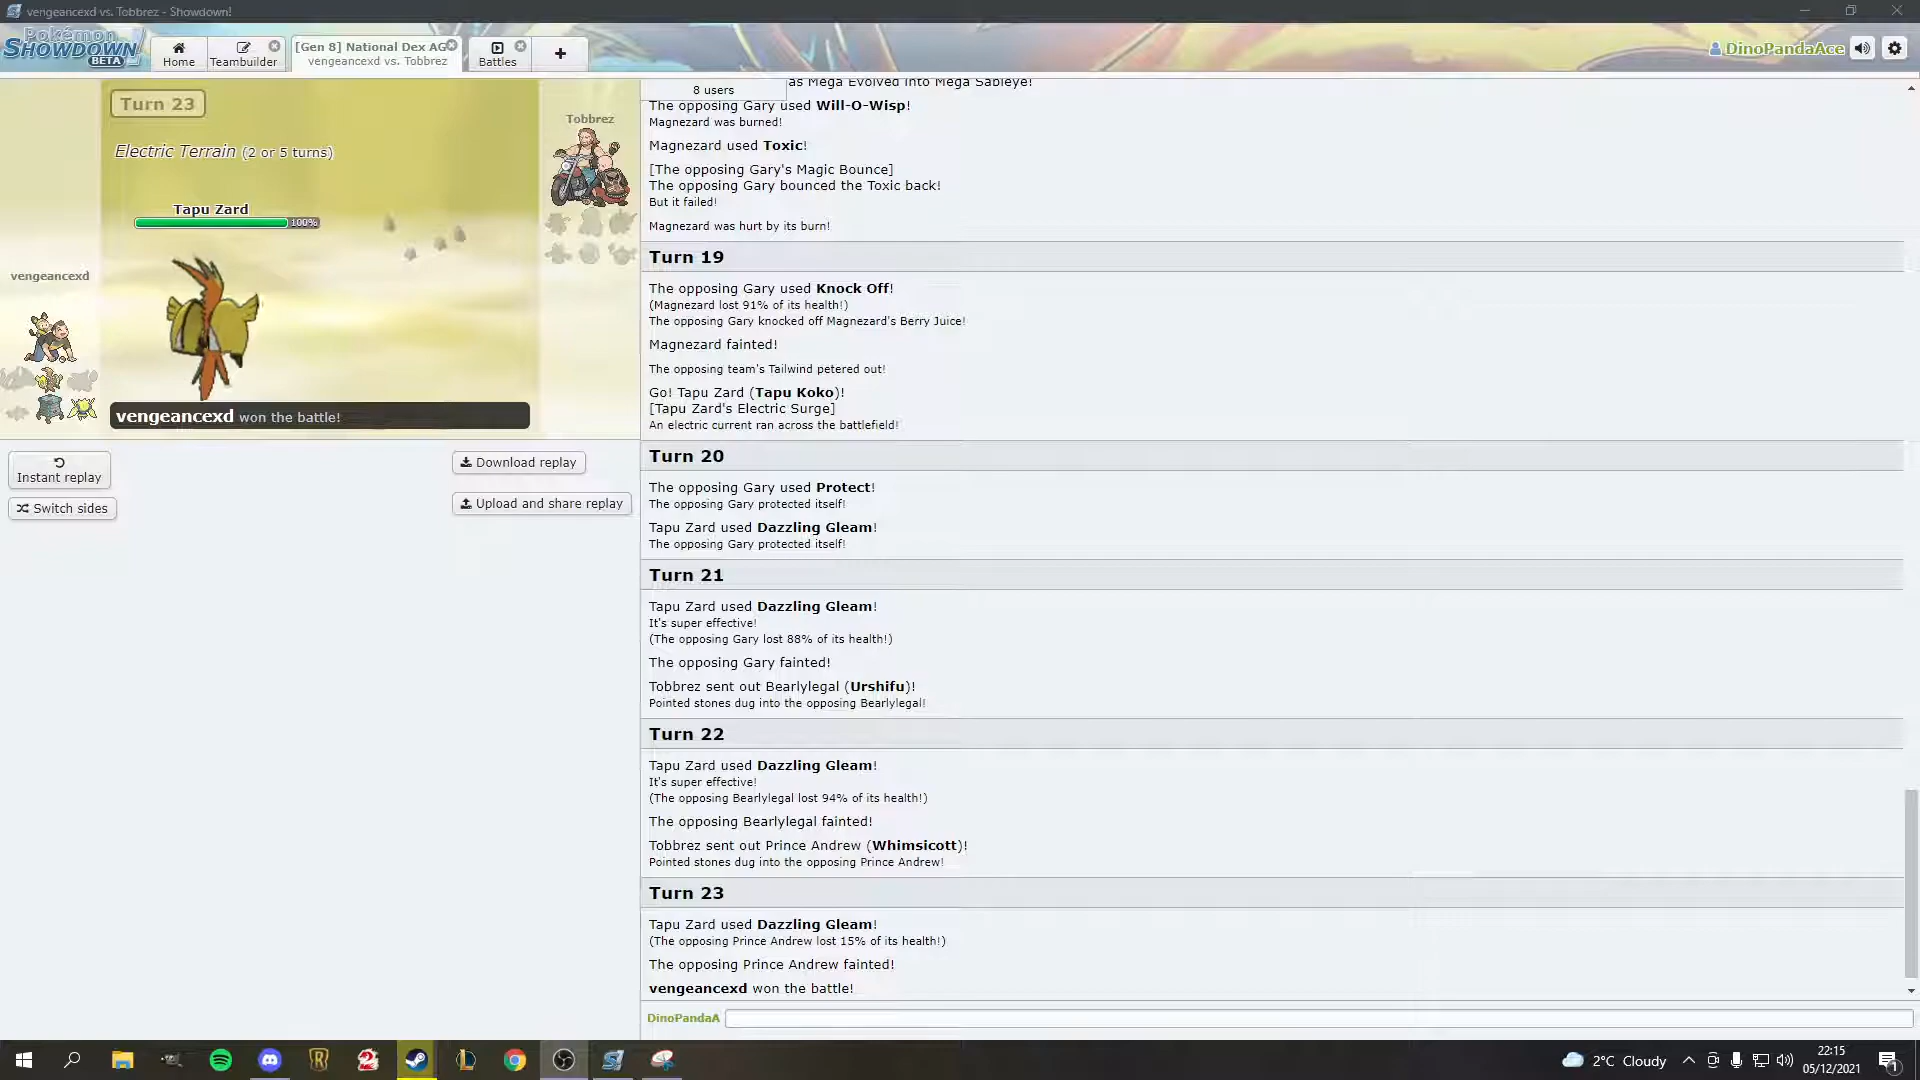 vengeancexd vs. Tobbrez - Showdown!
Pokémon
SHOWDOWN!
BETA
Home
Teambuilder
[Gen 8] National Dex AG
vengeancexd vs. Tobbrez
Battles
+
DinoPandaAce
Turn 23
Electric Terrain (2 or 5 turns)
Tapu Zard
100%
Tobbrez
vengeancexd
vengeancexd won the battle!
Instant replay
Switch sides
Download replay
Upload and share replay
8 users
as Mega Evolved into Mega Sableye!
The opposing Gary used Will-O-Wisp!
Magnezard was burned!
Magnezard used Toxic!
[The opposing Gary's Magic Bounce]
The opposing Gary bounced the Toxic back!
But it failed!
Magnezard was hurt by its burn!
Turn 19
The opposing Gary used Knock Off!
(Magnezard lost 91% of its health!)
The opposing Gary knocked off Magnezard's Berry Juice!
Magnezard fainted!
The opposing team's Tailwind petered out!
Go! Tapu Zard (Tapu Koko)!
[Tapu Zard's Electric Surge]
An electric current ran across the battlefield!
Turn 20
The opposing Gary used Protect!
The opposing Gary protected itself!
Tapu Zard used Dazzling Gleam!
The opposing Gary protected itself!
Turn 21
Tapu Zard used Dazzling Gleam!
It's super effective!
(The opposing Gary lost 88% of its health!)
The opposing Gary fainted!
Tobbrez sent out Bearlylegal (Urshifu)!
Pointed stones dug into the opposing Bearlylegal!
Turn 22
Tapu Zard used Dazzling Gleam!
It's super effective!
(The opposing Bearlylegal lost 94% of its health!)
The opposing Bearlylegal fainted!
Tobbrez sent out Prince Andrew (Whimsicott)!
Pointed stones dug into the opposing Prince Andrew!
Turn 23
Tapu Zard used Dazzling Gleam!
(The opposing Prince Andrew lost 15% of its health!)
The opposing Prince Andrew fainted!
vengeancexd won the battle!
DinoPandaA
2°C Cloudy
22:15
05/12/2021
1